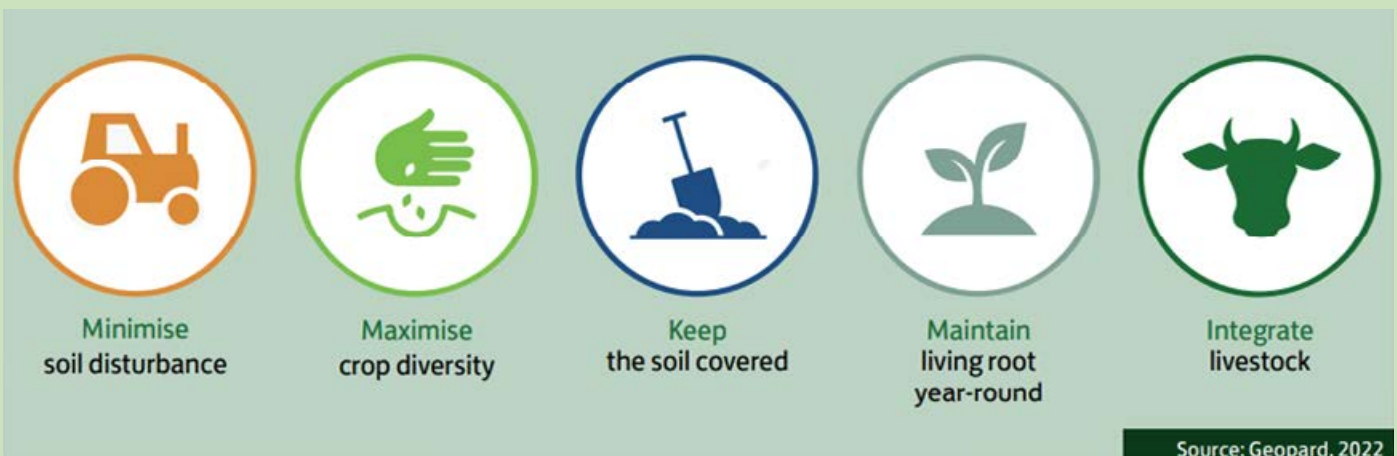 Minimise
soil disturbance
Maximise
crop diversity
Keep
the soil covered
Maintain
living root
year-round
Integrate
livestock
Source: Geopard, 2022